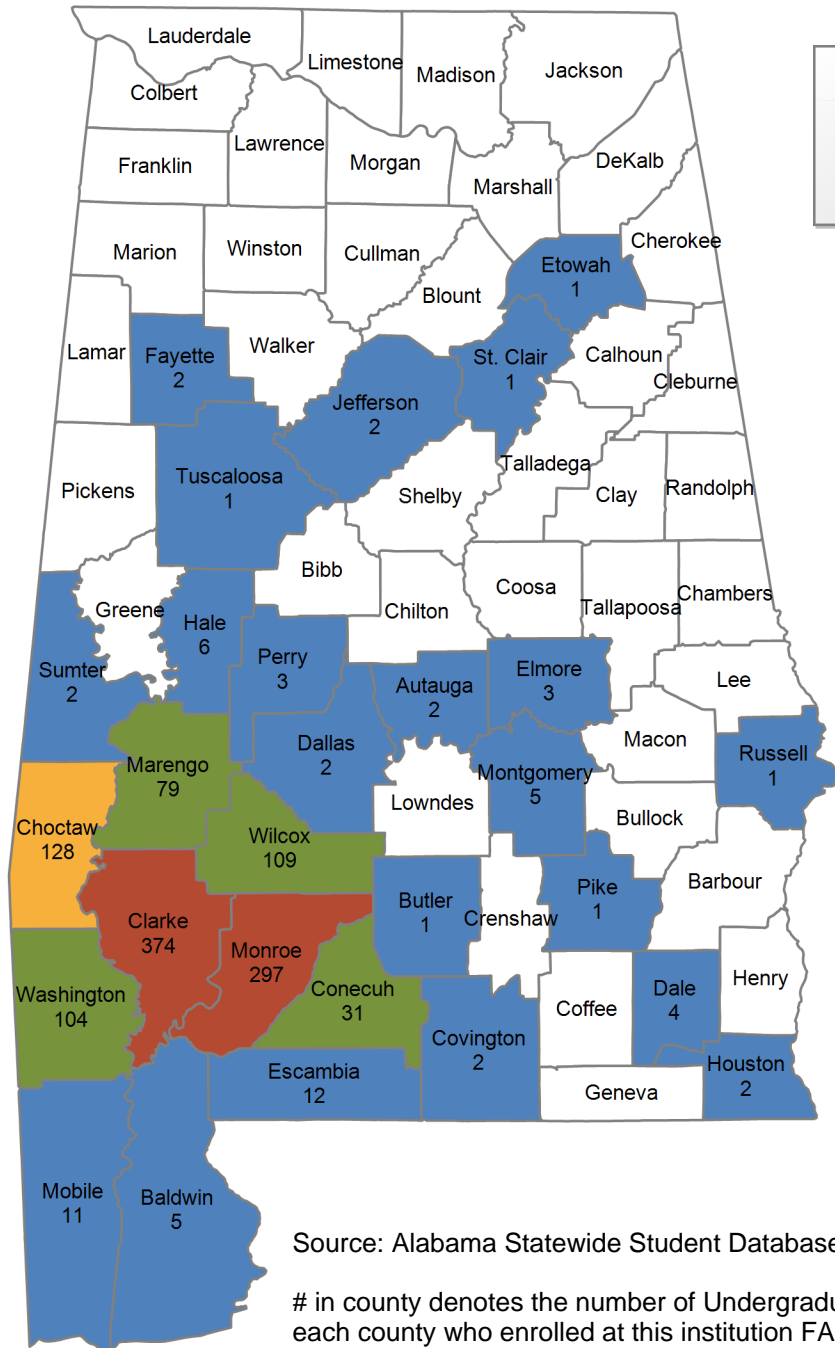 Lauderdale
Limestone
Madison
Jackson
Colbert
Lawrence
Franklin
Morgan
DeKalb
Marshall
Marion
Winston
Cullman
Cherokee
Etowah
1
Blount
Lamar
Fayette
2
Walker
St. Clair
1
Calhoun
Cleburne
Jefferson
2
Tuscaloosa
1
Talladega
Pickens
Shelby
Clay
Randolph
Bibb
Coosa
Chambers
Greene
Hale
6
Chilton
Tallapoosa
Sumter
2
Perry
3
Autauga
2
Elmore
3
Lee
Marengo
79
Dallas
2
Macon
Montgomery
5
Russell
1
Choctaw
128
Wilcox
109
Lowndes
Bullock
Clarke
374
Monroe
297
Butler
1
Crenshaw
Pike
1
Barbour
Washington
104
Conecuh
31
Coffee
Dale
4
Henry
Covington
2
Escambia
12
Geneva
Houston
2
Mobile
11
Baldwin
5
Source: Alabama Statewide Student Database
# in county denotes the number of Undergradu
each county who enrolled at this institution FA